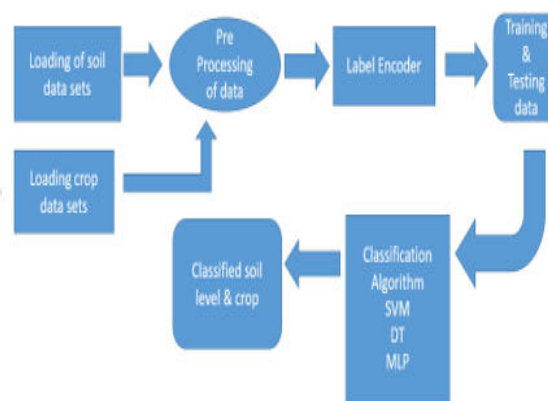 Loading of soil
data sets
Pre
Processing
of data
Label Encoder
Training
&
Testing
data
Loading crop
data sets
Classified soil
level & crop
Classification
Algorithm
SVM
DT
MLP